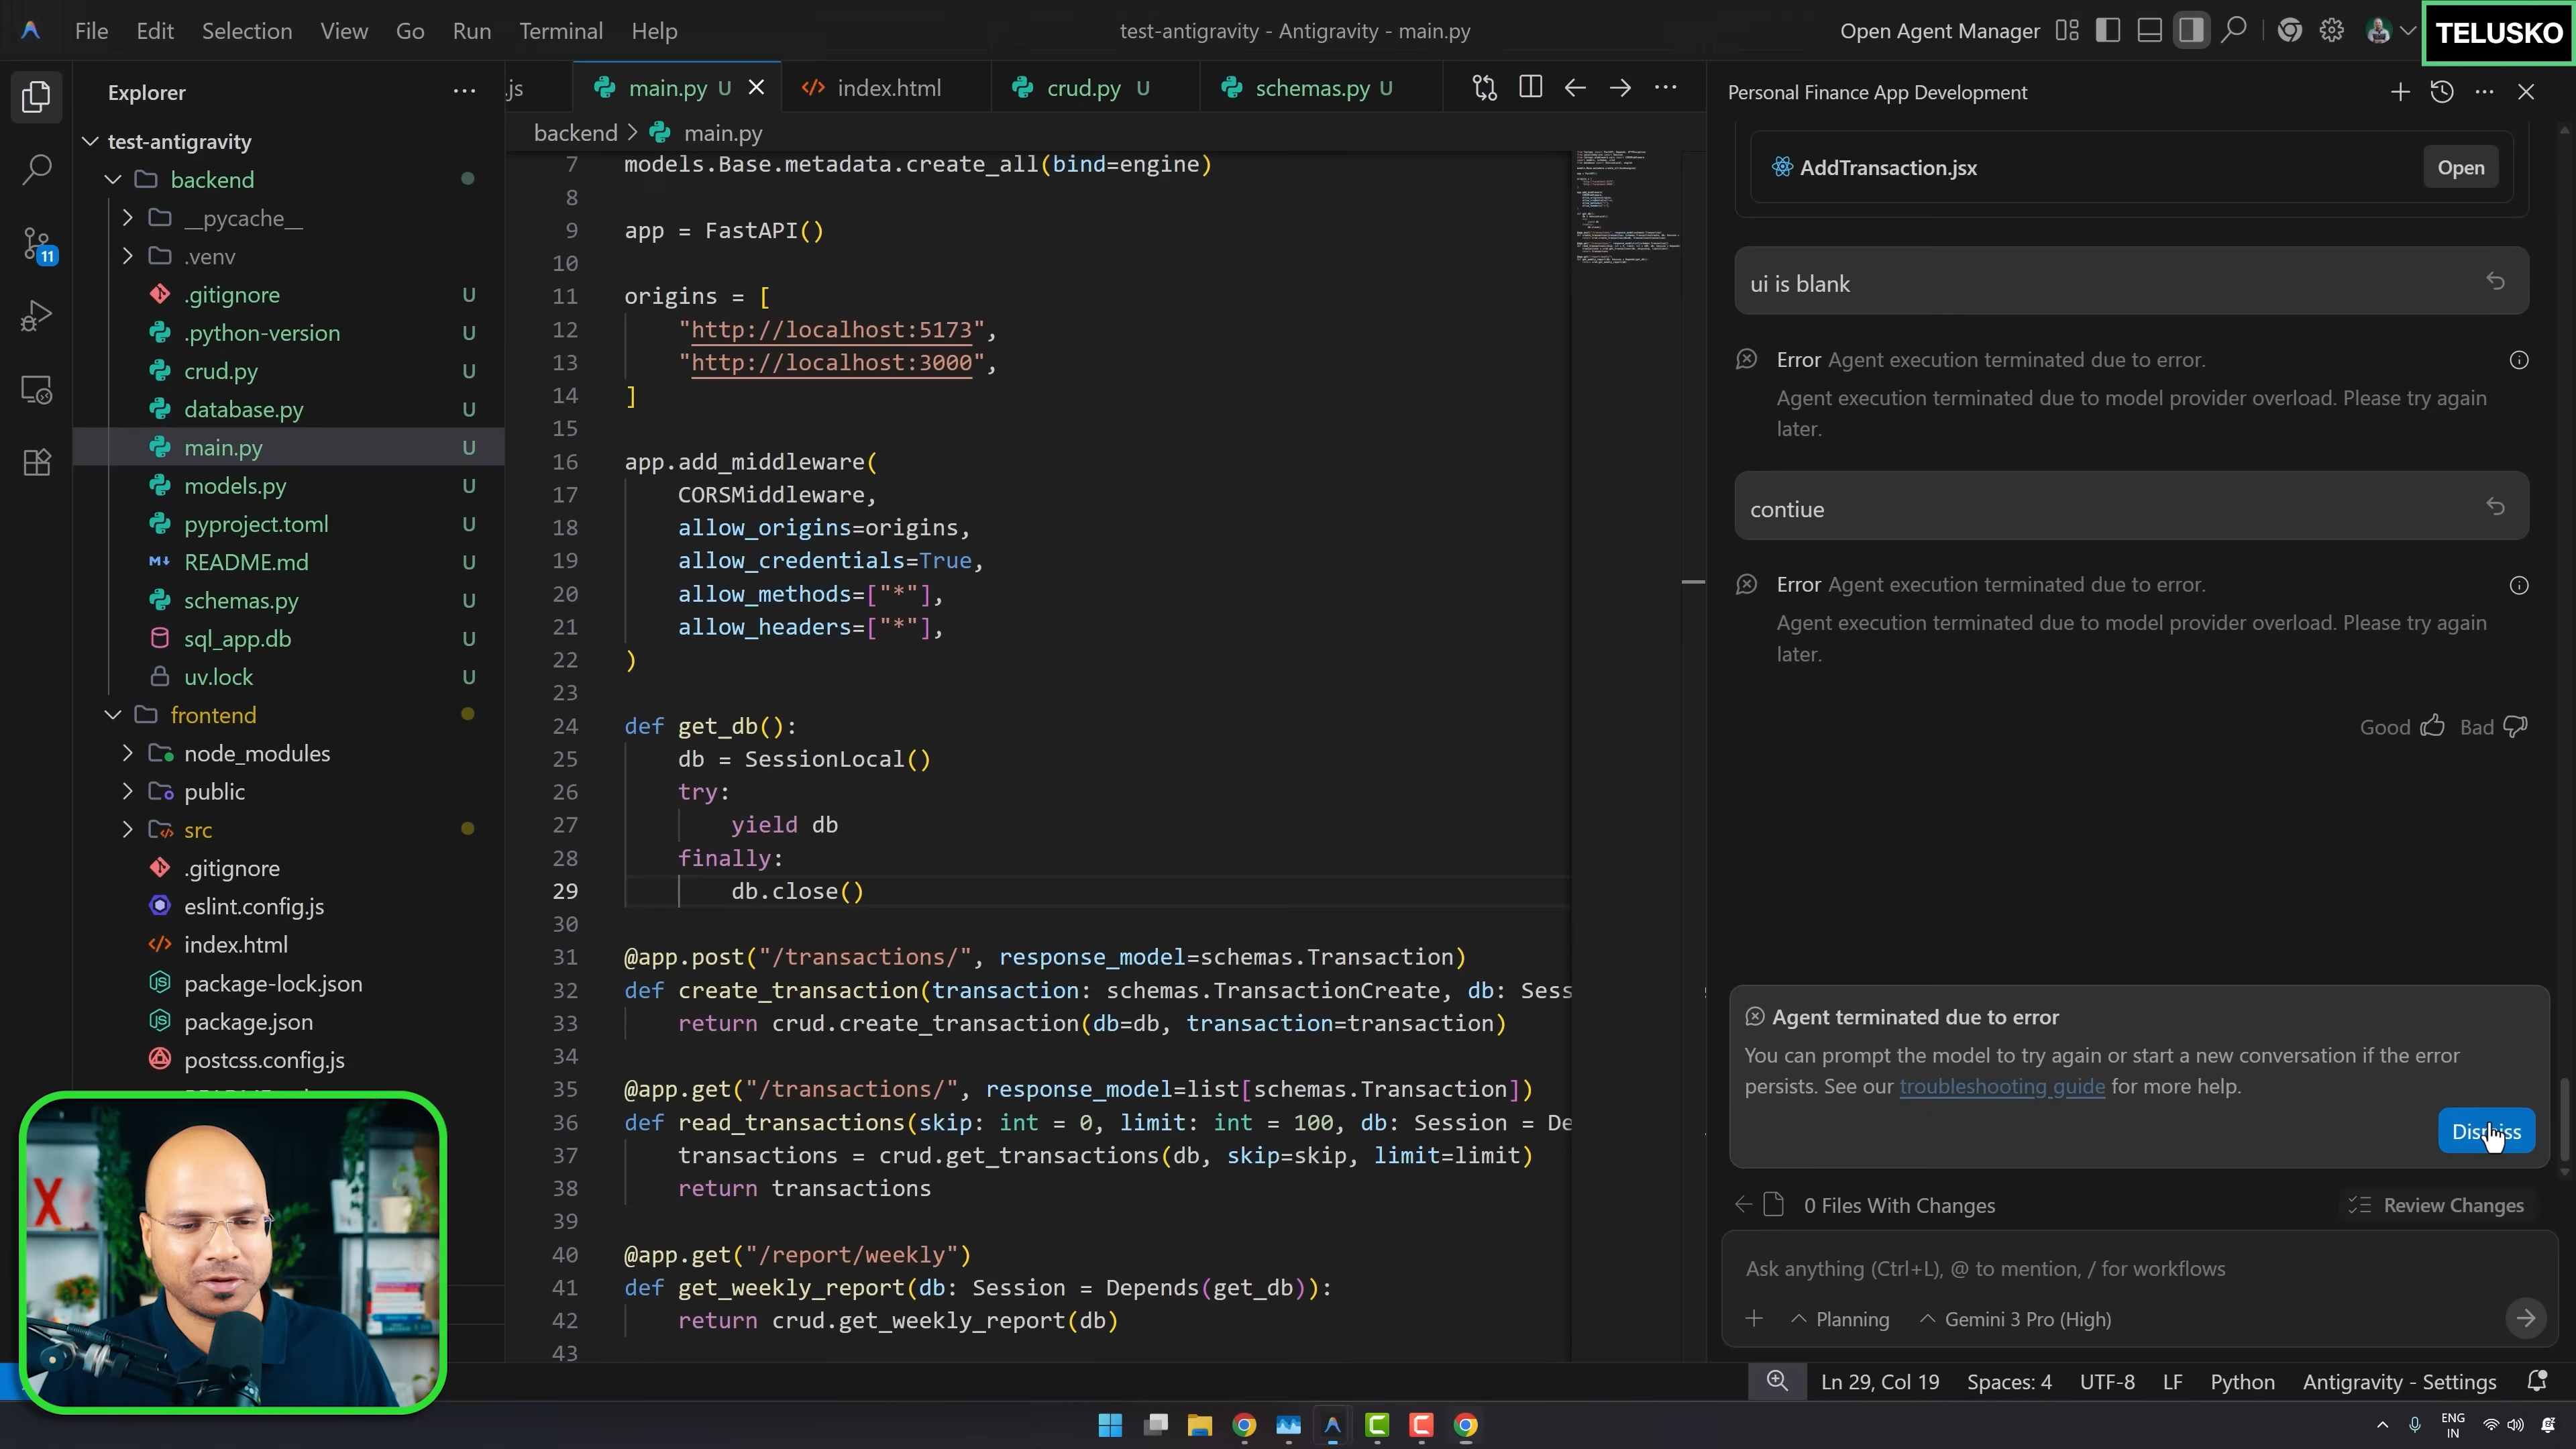 File Edit Selection View Go Run Terminal Help
test-antigravity - Antigravity - main.py
Open Agent Manager
TELUSKO
Explorer
test-antigravity
backend
__pycache__
.venv
.gitignore U
.python-version U
crud.py U
database.py U
main.py U
models.py U
pyproject.toml U
README.md U
schemas.py U
sql_app.db U
uv.lock U
frontend
node_modules
public
src
.gitignore
eslint.config.js
index.html
package-lock.json
package.json
postcss.config.js
11
.js main.py U index.html crud.py U schemas.py U
backend > main.py
7 models.Base.metadata.create_all(bind=engine)
8
9 app = FastAPI()
10
11 origins = [
12 "http://localhost:5173",
13 "http://localhost:3000",
14 ]
15
16 app.add_middleware(
17 CORSMiddleware,
18 allow_origins=origins,
19 allow_credentials=True,
20 allow_methods=["*"],
21 allow_headers=["*"],
22 )
23
24 def get_db():
25 db = SessionLocal()
26 try:
27 yield db
28 finally:
29 db.close()
30
31 @app.post("/transactions/", response_model=schemas.Transaction)
32 def create_transaction(transaction: schemas.TransactionCreate, db: Sess
33 return crud.create_transaction(db=db, transaction=transaction)
34
35 @app.get("/transactions/", response_model=list[schemas.Transaction])
36 def read_transactions(skip: int = 0, limit: int = 100, db: Session = De
37 transactions = crud.get_transactions(db, skip=skip, limit=limit)
38 return transactions
39
40 @app.get("/report/weekly")
41 def get_weekly_report(db: Session = Depends(get_db)):
42 return crud.get_weekly_report(db)
43
Personal Finance App Development
AddTransaction.jsx Open
ui is blank
Error Agent execution terminated due to error.
Agent execution terminated due to model provider overload. Please try again
later.
contiue
Error Agent execution terminated due to error.
Agent execution terminated due to model provider overload. Please try again
later.
Good Bad
Agent terminated due to error
You can prompt the model to try again or start a new conversation if the error
persists. See our troubleshooting guide for more help.
Dismiss
0 Files With Changes Review Changes
Ask anything (Ctrl+L), @ to mention, / for workflows
Planning Gemini 3 Pro (High)
Ln 29, Col 19 Spaces: 4 UTF-8 LF Python Antigravity - Settings
ENG
IN